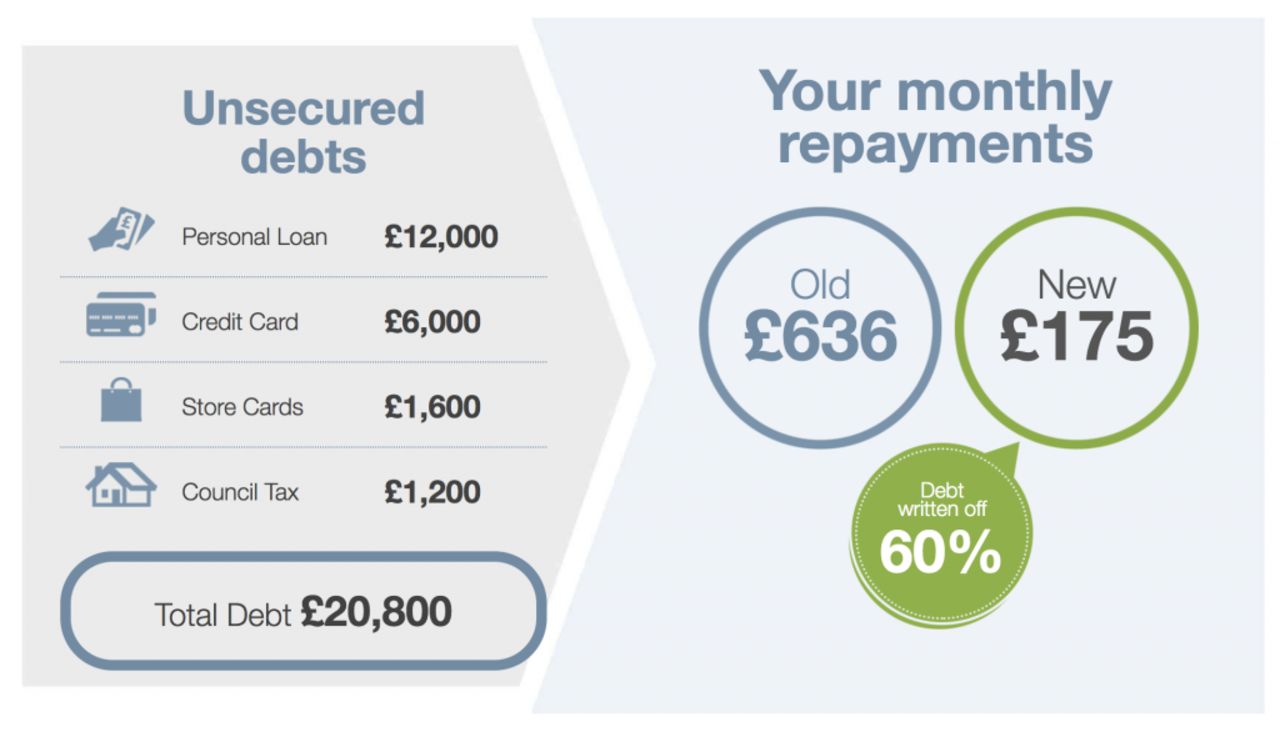 Unsecured
debts
Personal Loan £12,000
Credit Card £6,000
Store Cards £1,600
Council Tax £1,200
Total Debt £20,800
Your monthly
repayments
Old
£636
New
£175
Debt
written off
60%